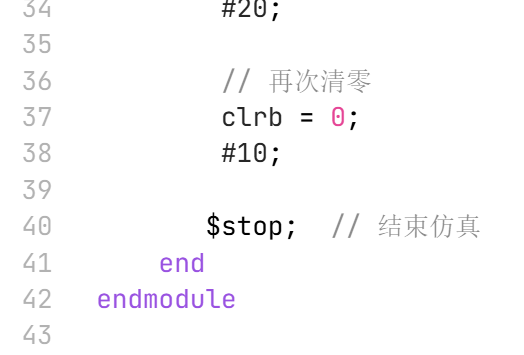 34 #20;
35
36 // 再次清零
37 clrb = 0;
38 #10;
39
40 $stop; // 结束仿真
41 end
42 endmodule
43